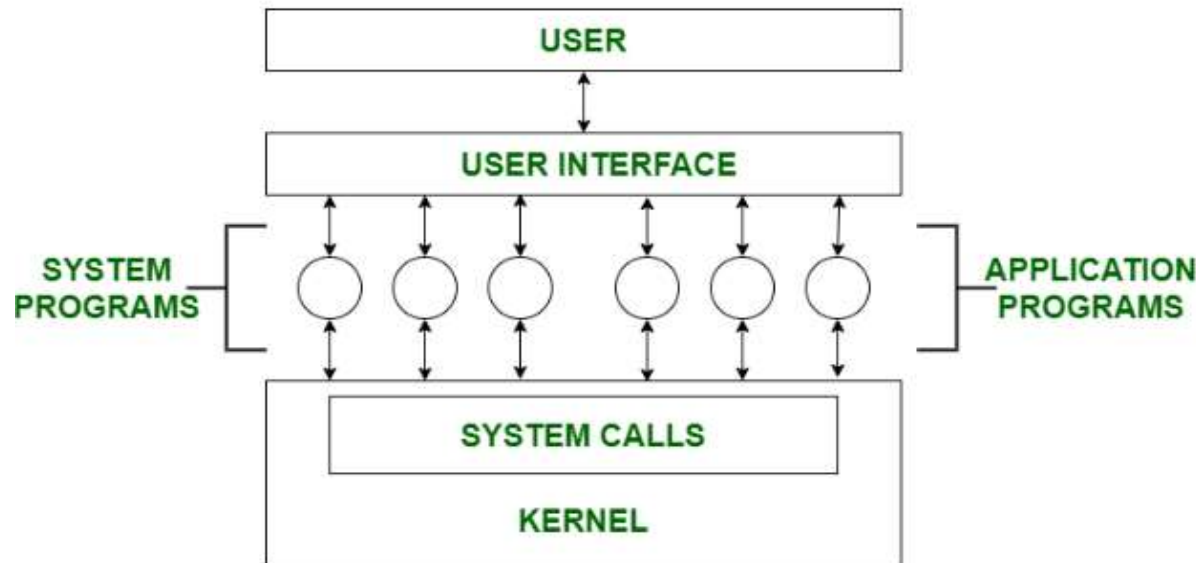 USER
USER INTERFACE
SYSTEM
PROGRAMS
APPLICATION
PROGRAMS
SYSTEM CALLS
KERNEL